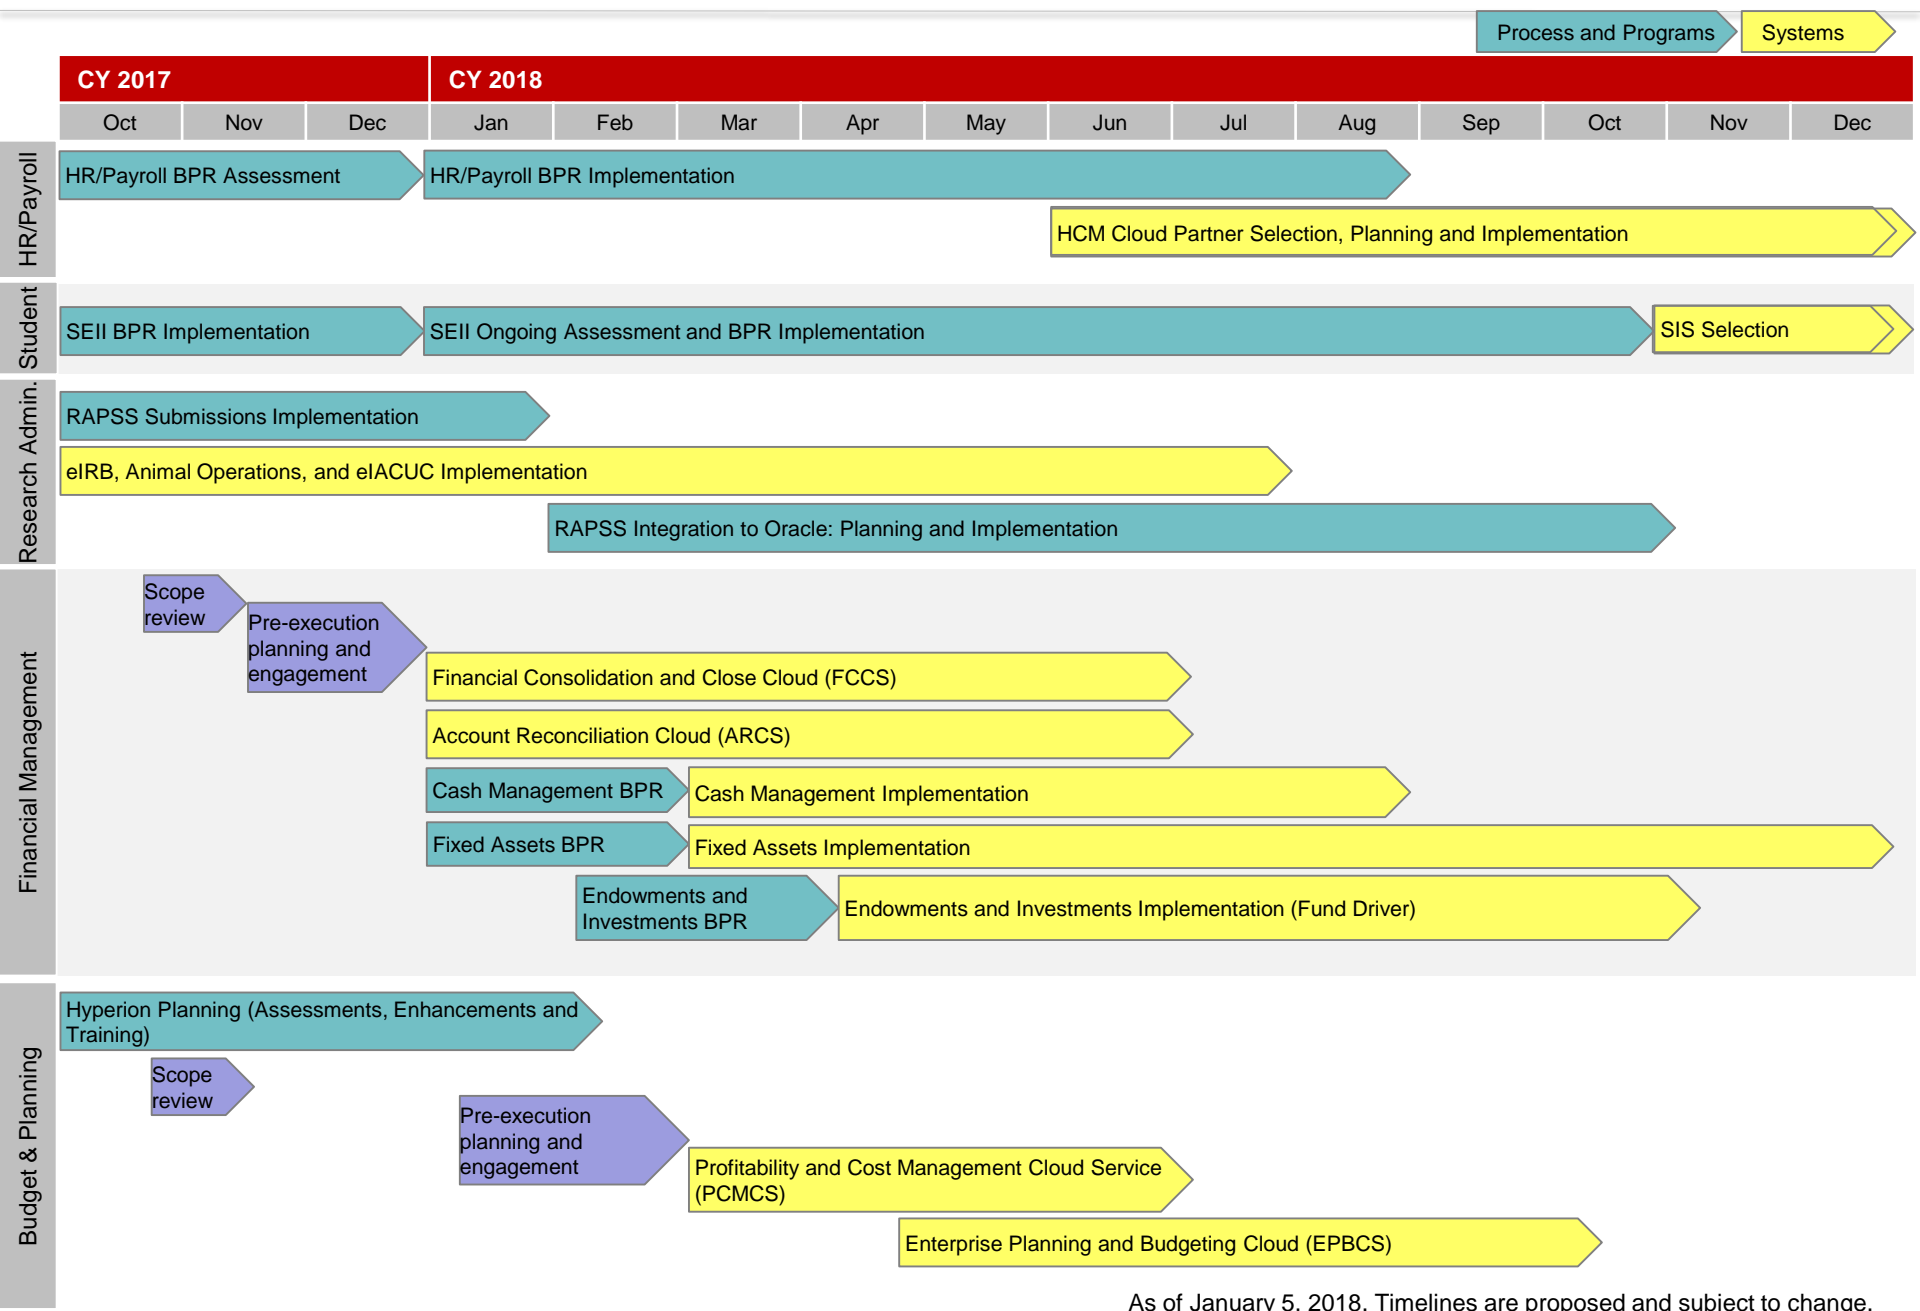 Process and Programs
Systems
CY 2017
CY 2018
Oct
Nov
Dec
Jan
Feb
Mar
Apr
May
Jun
Jul
Aug
Sep
Oct
Nov
Dec
HR/Payroll
HR/Payroll BPR Assessment
HR/Payroll BPR Implementation
HCM Cloud Partner Selection, Planning and Implementation
Student
SEII BPR Implementation
SEII Ongoing Assessment and BPR Implementation
SIS Selection
Research Admin.
RAPSS Submissions Implementation
eIRB, Animal Operations, and eIACUC Implementation
RAPSS Integration to Oracle: Planning and Implementation
Financial Management
Scope
review
Pre-execution
planning and
engagement
Financial Consolidation and Close Cloud (FCCS)
Account Reconciliation Cloud (ARCS)
Cash Management BPR
Cash Management Implementation
Fixed Assets BPR
Fixed Assets Implementation
Endowments and
Investments BPR
Endowments and Investments Implementation (Fund Driver)
Budget & Planning
Hyperion Planning (Assessments, Enhancements and
Training)
Scope
review
Pre-execution
planning and
engagement
Profitability and Cost Management Cloud Service
(PCMCS)
Enterprise Planning and Budgeting Cloud (EPBCS)
As of January 5, 2018. Timelines are proposed and subject to change.